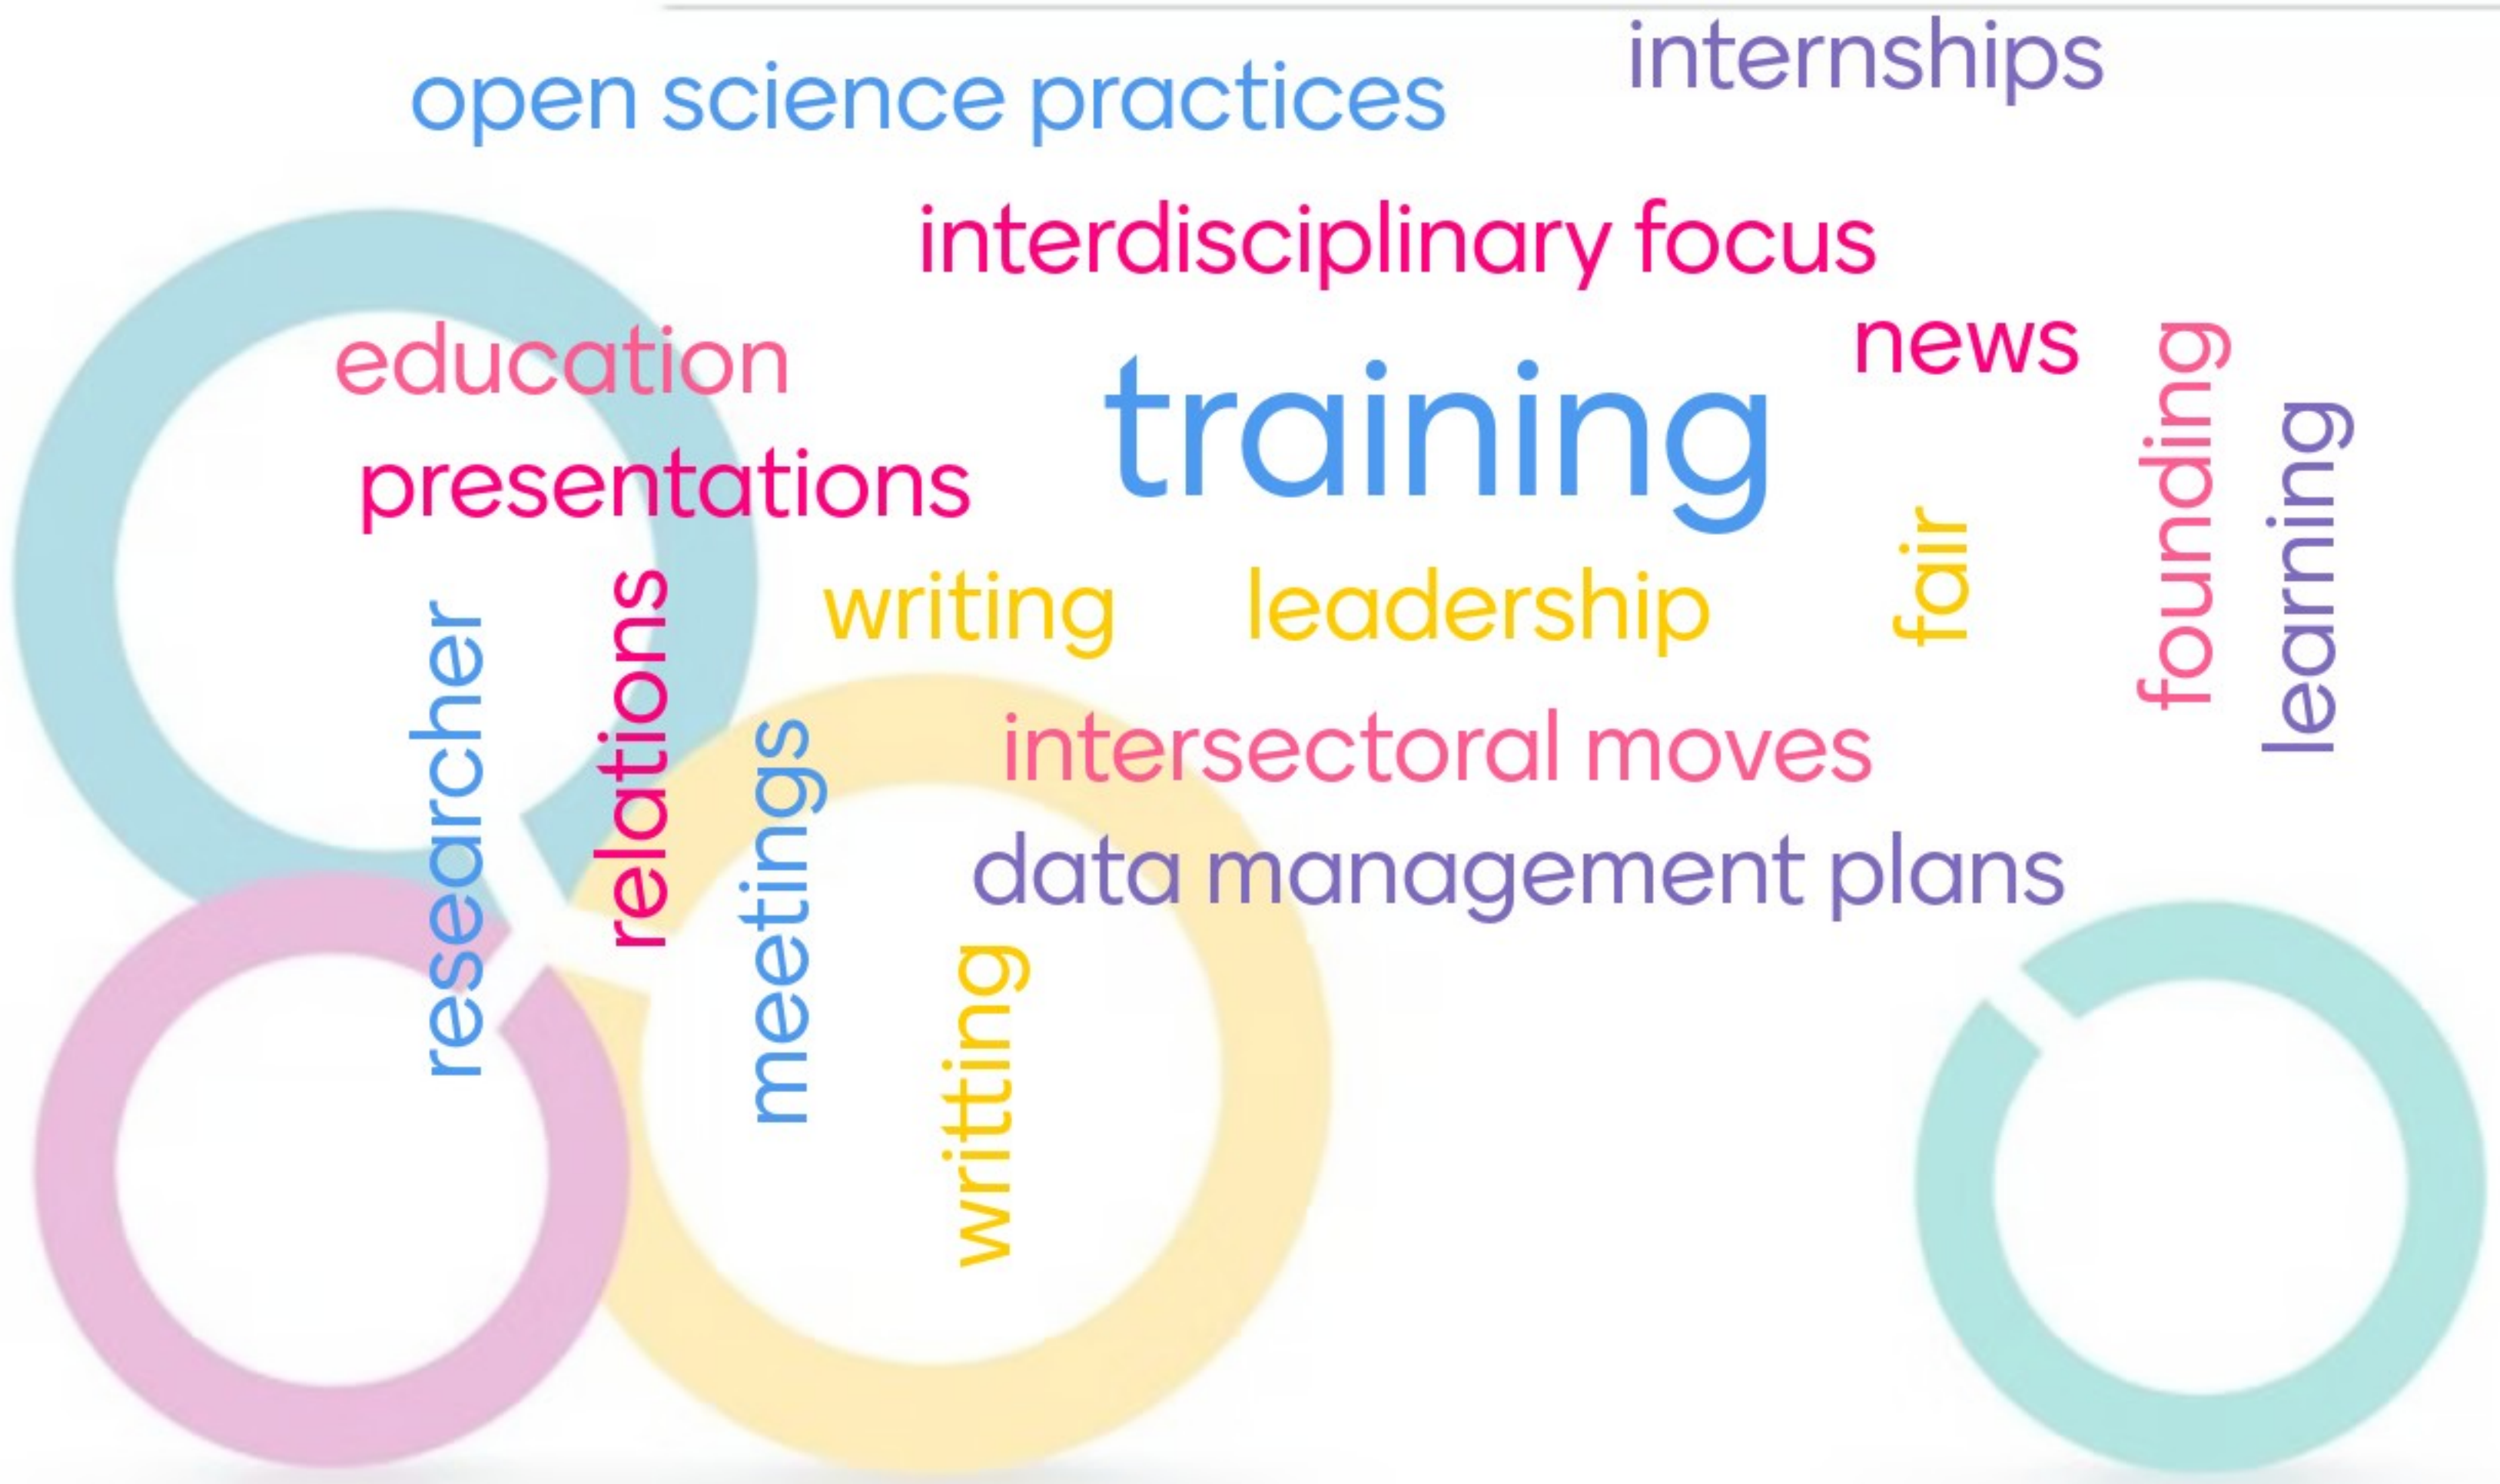 internships
open science practices
interdisciplinary focus
news
education
training
presentations
founding
learning
fair
writing
leadership
researcher
relations
meetings
intersectoral moves
data management plans
writting